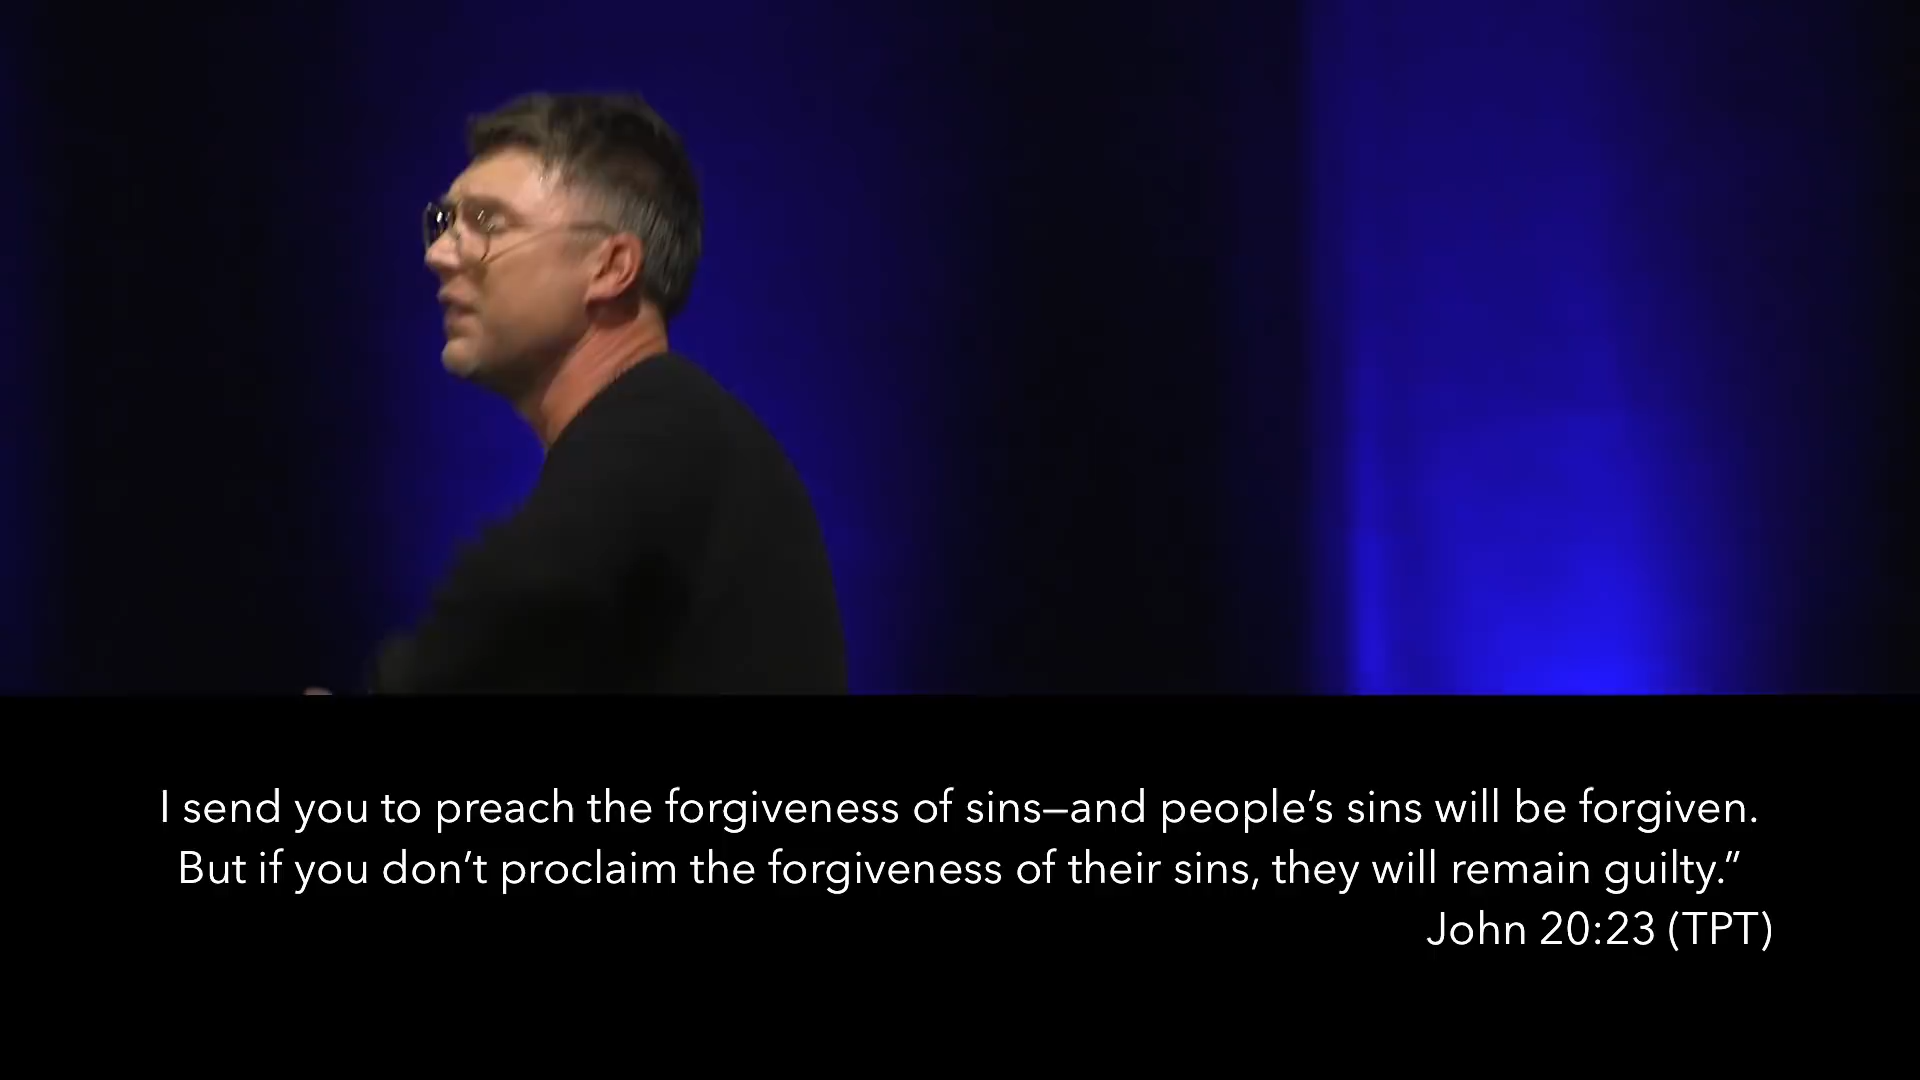 I send you to preach the forgiveness of sins—and people’s sins will be forgiven.
But if you don’t proclaim the forgiveness of their sins, they will remain guilty.”
John 20:23 (TPT)